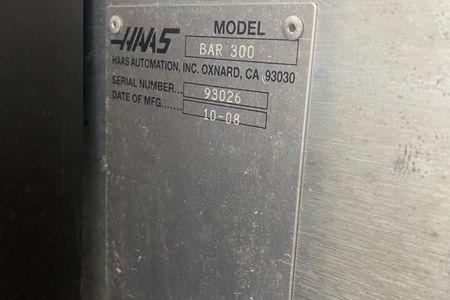 HAAS MODEL
BAR 300
HAAS AUTOMATION, INC. OXNARD, CA 93030
SERIAL NUMBER... 93026
DATE OF MFG...... 10-08